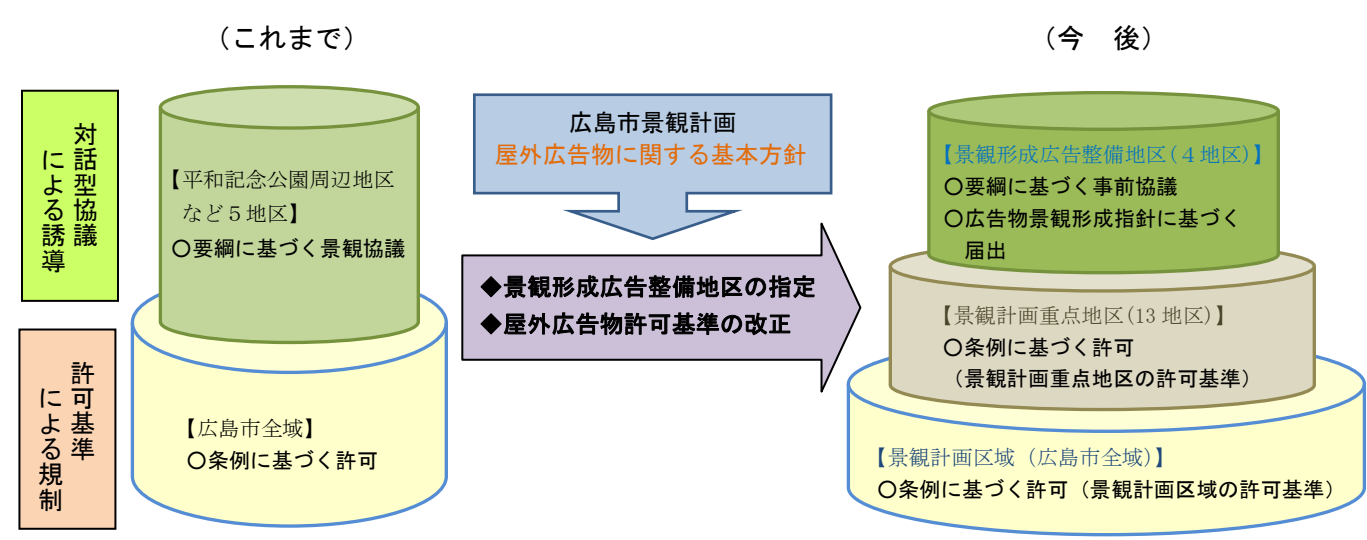 （これまで）
（今　後）
対話型協議
による誘導
許可基準
による規制
【平和記念公園周辺地区
など５地区】
〇要綱に基づく景観協議
【広島市全域】
〇条例に基づく許可
広島市景観計画
屋外広告物に関する基本方針
◆景観形成広告整備地区の指定
◆屋外広告物許可基準の改正
【景観形成広告整備地区(４地区)】
〇要綱に基づく事前協議
〇広告物景観形成指針に基づく
届出
【景観計画重点地区(13 地区)】
〇条例に基づく許可
（景観計画重点地区の許可基準）
【景観計画区域（広島市全域)】
〇条例に基づく許可（景観計画区域の許可基準）